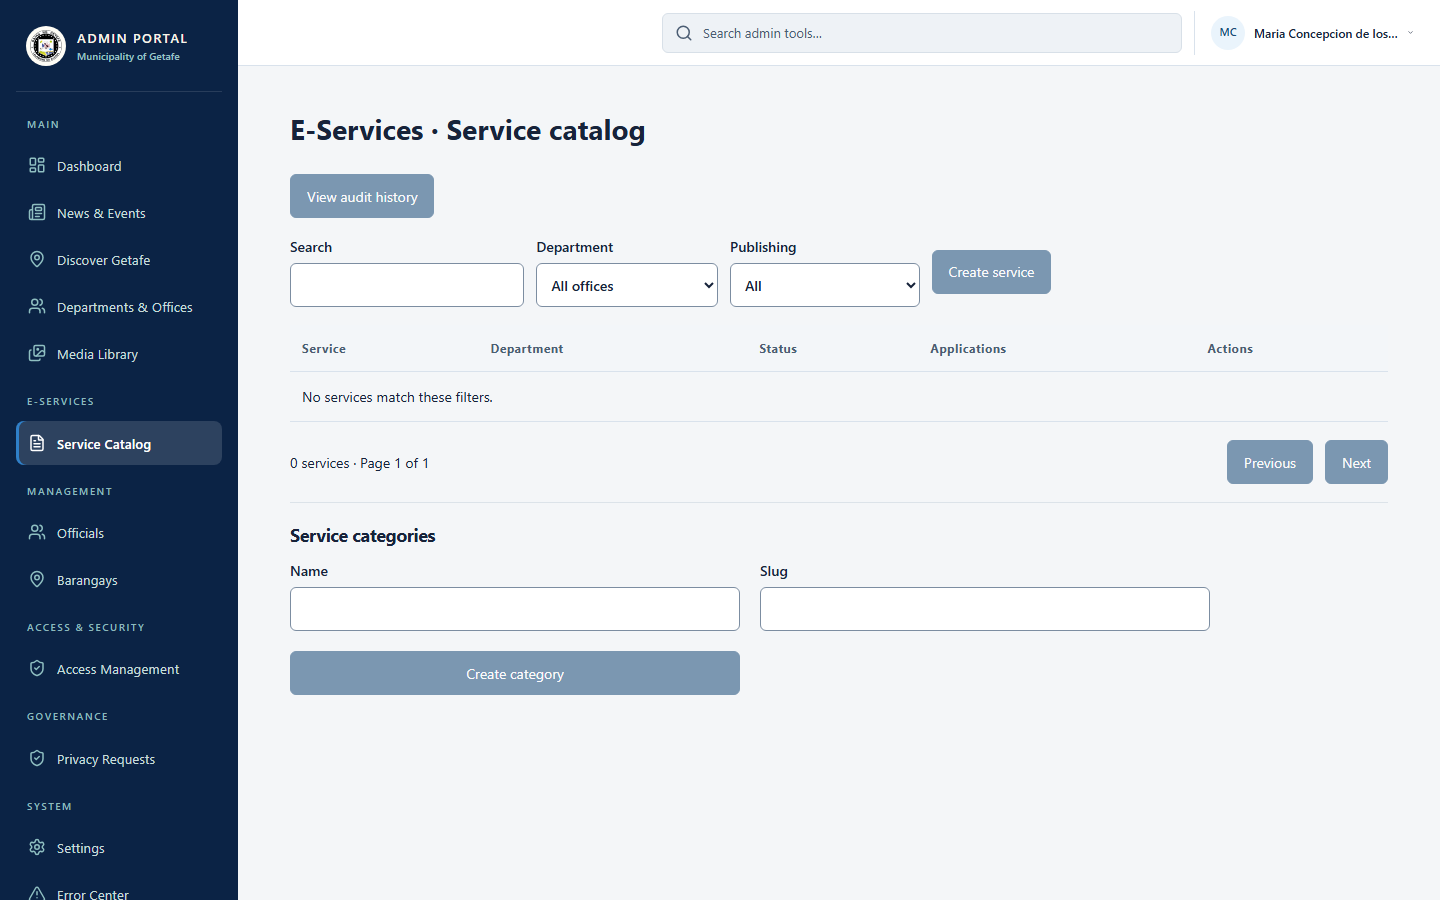 ADMIN PORTAL
Municipality of Getafe
Search admin tools...
MC
Maria Concepcion de los...
MAIN
Dashboard
News & Events
Discover Getafe
Departments & Offices
Media Library
E-SERVICES
Service Catalog
MANAGEMENT
Officials
Barangays
ACCESS & SECURITY
Access Management
GOVERNANCE
Privacy Requests
SYSTEM
Settings
Error Center
E-Services · Service catalog
View audit history
Search
Department
Publishing
All offices
All
Create service
Service Department Status Applications Actions
No services match these filters.
0 services · Page 1 of 1
Previous
Next
Service categories
Name
Slug
Create category